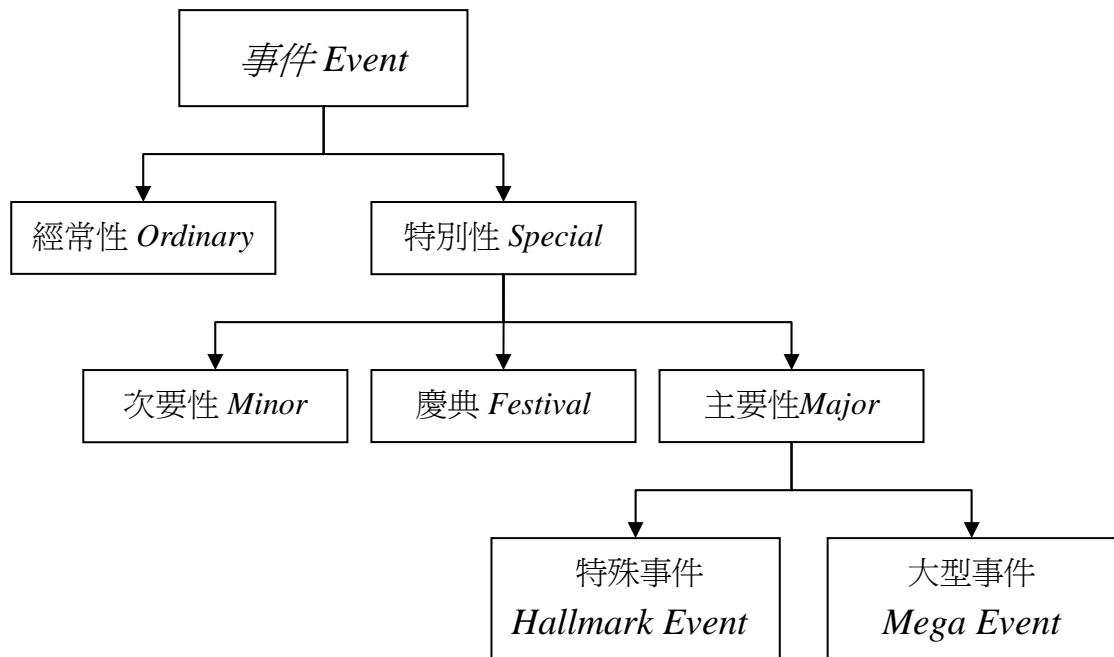 事件 Event
經常性 Ordinary
特別性 Special
次要性 Minor
慶典 Festival
主要性Major
特殊事件
Hallmark Event
大型事件
Mega Event